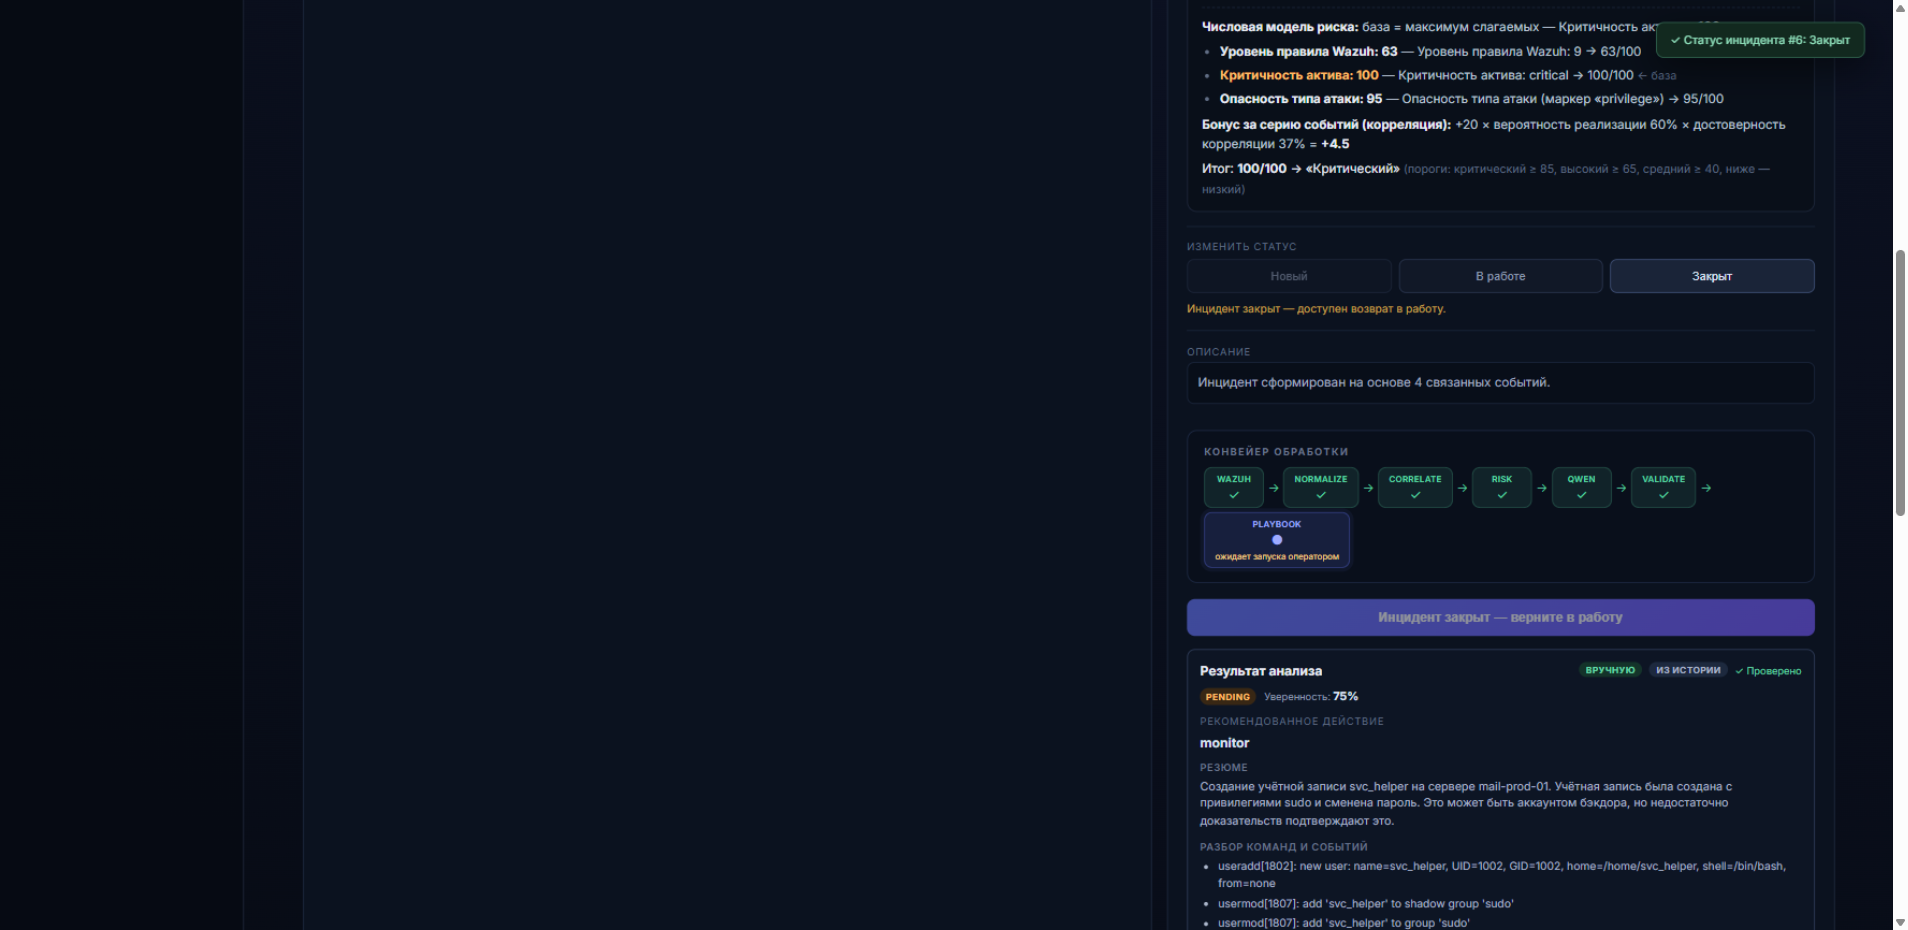 Числовая модель риска: база = максимум слагаемых — Критичность ак
✓ Статус инцидента #6: Закрыт
• Уровень правила Wazuh: 63 — Уровень правила Wazuh: 9 → 63/100
• Критичность актива: 100 — Критичность актива: critical → 100/100 ← база
• Опасность типа атаки: 95 — Опасность типа атаки (маркер «privilege») → 95/100
Бонус за серию событий (корреляция): +20 × вероятность реализации 60% × достоверность
корреляции 37% = +4.5
Итог: 100/100 → «Критический» (пороги: критический ≥ 85, высокий ≥ 65, средний ≥ 40, ниже —
низкий)
ИЗМЕНИТЬ СТАТУС
Новый
В работе
Закрыт
Инцидент закрыт — доступен возврат в работу.
ОПИСАНИЕ
Инцидент сформирован на основе 4 связанных событий.
КОНВЕЙЕР ОБРАБОТКИ
WAZUH ✓ → NORMALIZE ✓ → CORRELATE ✓ → RISK ✓ → QWEN ✓ → VALIDATE ✓ →
PLAYBOOK
ожидает запуска оператором
Инцидент закрыт — верните в работу
Результат анализа
ВРУЧНУЮ
ИЗ ИСТОРИИ
✓ Проверено
PENDING Уверенность: 75%
РЕКОМЕНДОВАННОЕ ДЕЙСТВИЕ
monitor
РЕЗЮМЕ
Создание учётной записи svc_helper на сервере mail-prod-01. Учётная запись была создана с
привилегиями sudo и сменена пароль. Это может быть аккаунтом бэкдора, но недостаточно
доказательств подтверждают это.
РАЗБОР КОМАНД И СОБЫТИЙ
• useradd[1802]: new user: name=svc_helper, UID=1002, GID=1002, home=/home/svc_helper, shell=/bin/bash,
from=none
• usermod[1807]: add 'svc_helper' to shadow group 'sudo'
• usermod[1807]: add 'svc_helper' to group 'sudo'